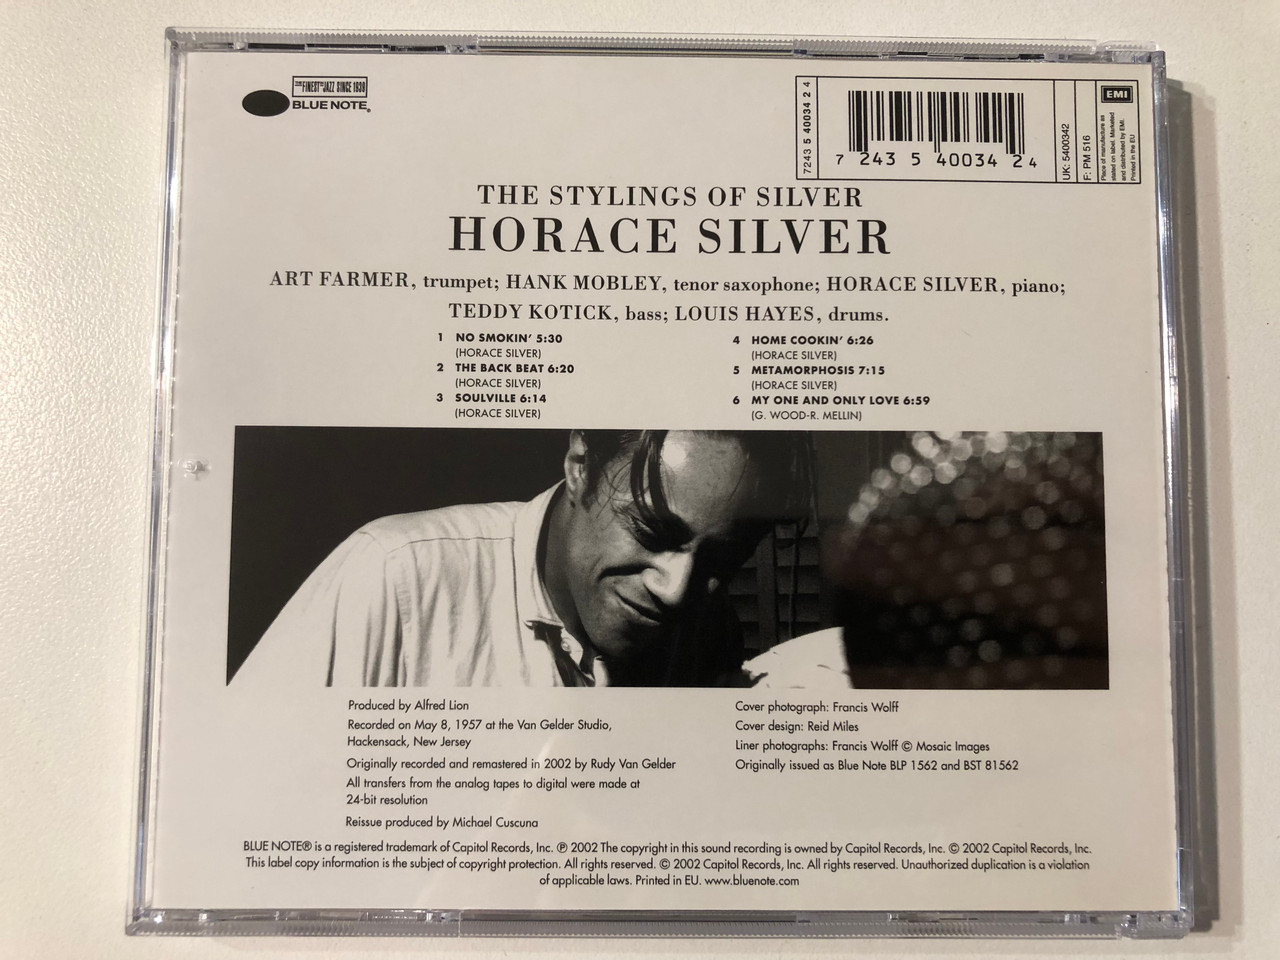 THE FINEST IN JAZZ SINCE 1939
BLUE NOTE®
7243 5 40034 2 4
7 243 5 40034 2 4
UK: 5400342
F: PM 516
EMI
Place of manufacture as
stated on label. Marketed
and distributed by EMI.
Printed in the EU
THE STYLINGS OF SILVER
HORACE SILVER
ART FARMER, trumpet; HANK MOBLEY, tenor saxophone; HORACE SILVER, piano;
TEDDY KOTICK, bass; LOUIS HAYES, drums.
1 NO SMOKIN' 5:30
(HORACE SILVER)
2 THE BACK BEAT 6:20
(HORACE SILVER)
3 SOULVILLE 6:14
(HORACE SILVER)
4 HOME COOKIN' 6:26
(HORACE SILVER)
5 METAMORPHOSIS 7:15
(HORACE SILVER)
6 MY ONE AND ONLY LOVE 6:59
(G. WOOD-R. MELLIN)
Produced by Alfred Lion
Recorded on May 8, 1957 at the Van Gelder Studio,
Hackensack, New Jersey
Originally recorded and remastered in 2002 by Rudy Van Gelder
All transfers from the analog tapes to digital were made at
24-bit resolution
Reissue produced by Michael Cuscuna
Cover photograph: Francis Wolff
Cover design: Reid Miles
Liner photographs: Francis Wolff © Mosaic Images
Originally issued as Blue Note BLP 1562 and BST 81562
BLUE NOTE® is a registered trademark of Capitol Records, Inc. ℗ 2002 The copyright in this sound recording is owned by Capitol Records, Inc. © 2002 Capitol Records, Inc.
This label copy information is the subject of copyright protection. All rights reserved. © 2002 Capitol Records, Inc. All rights reserved. Unauthorized duplication is a violation
of applicable laws. Printed in EU. www.bluenote.com